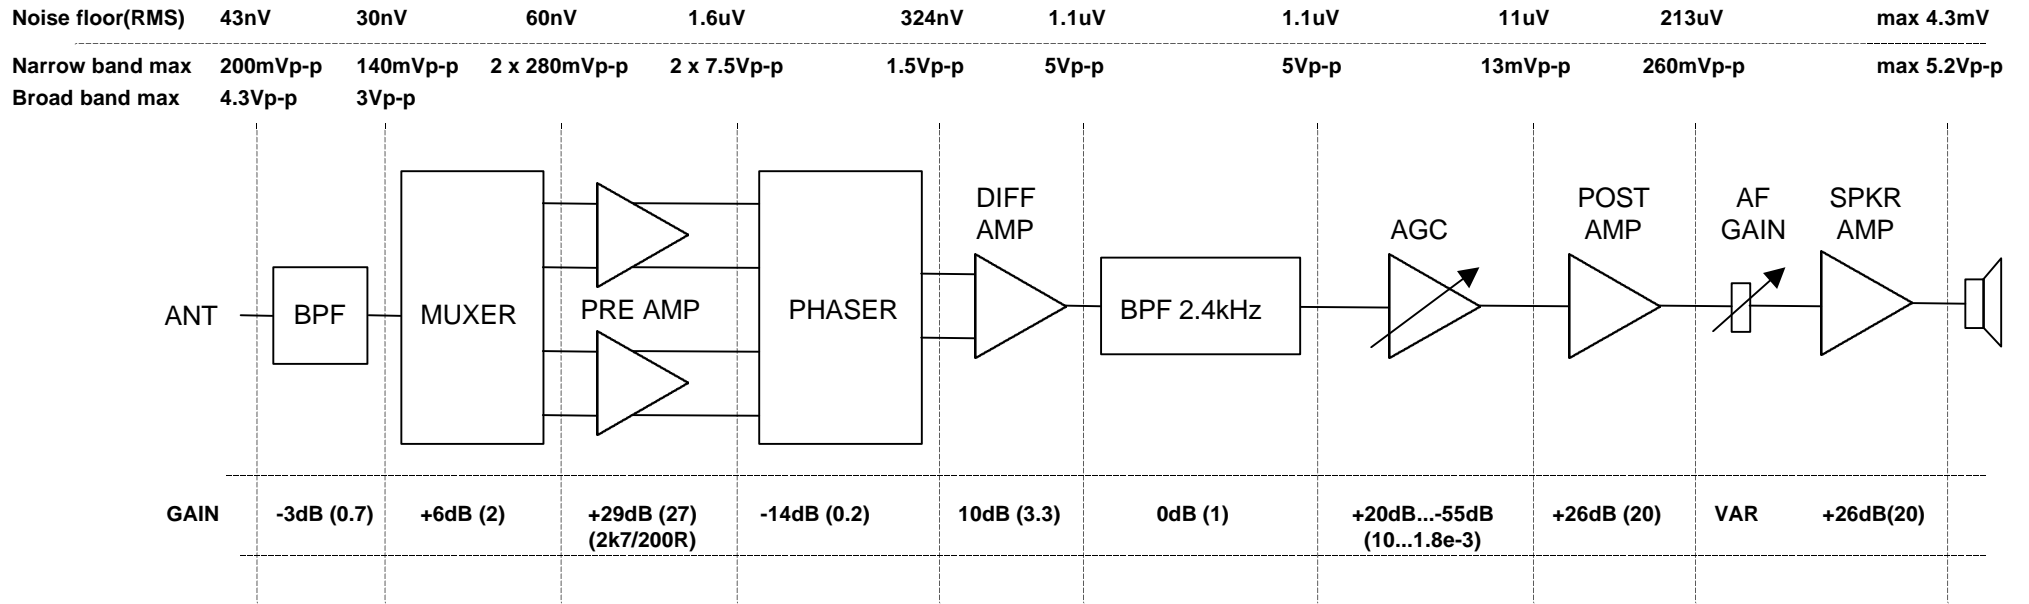 Noise floor(RMS) 43nV 30nV 60nV 1.6uV 324nV 1.1uV 1.1uV 11uV 213uV max 4.3mV
Narrow band max 200mVp-p 140mVp-p 2 x 280mVp-p 2 x 7.5Vp-p 1.5Vp-p 5Vp-p 5Vp-p 13mVp-p 260mVp-p max 5.2Vp-p
Broad band max 4.3Vp-p 3Vp-p
DIFF
AMP
AGC
POST
AMP
AF
GAIN
SPKR
AMP
ANT
BPF
MUXER
PRE AMP
PHASER
BPF 2.4kHz
GAIN -3dB (0.7) +6dB (2) +29dB (27) -14dB (0.2) 10dB (3.3) 0dB (1) +20dB...-55dB +26dB (20) VAR +26dB(20)
(2k7/200R) (10...1.8e-3)